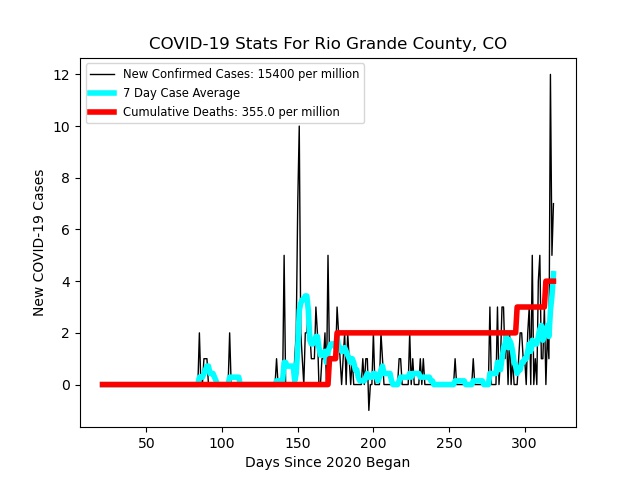 COVID-19 Stats For Rio Grande County, CO
New Confirmed Cases: 15400 per million
7 Day Case Average
Cumulative Deaths: 355.0 per million
New COVID-19 Cases
12
10
8
6
4
2
0
50 100 150 200 250 300
Days Since 2020 Began